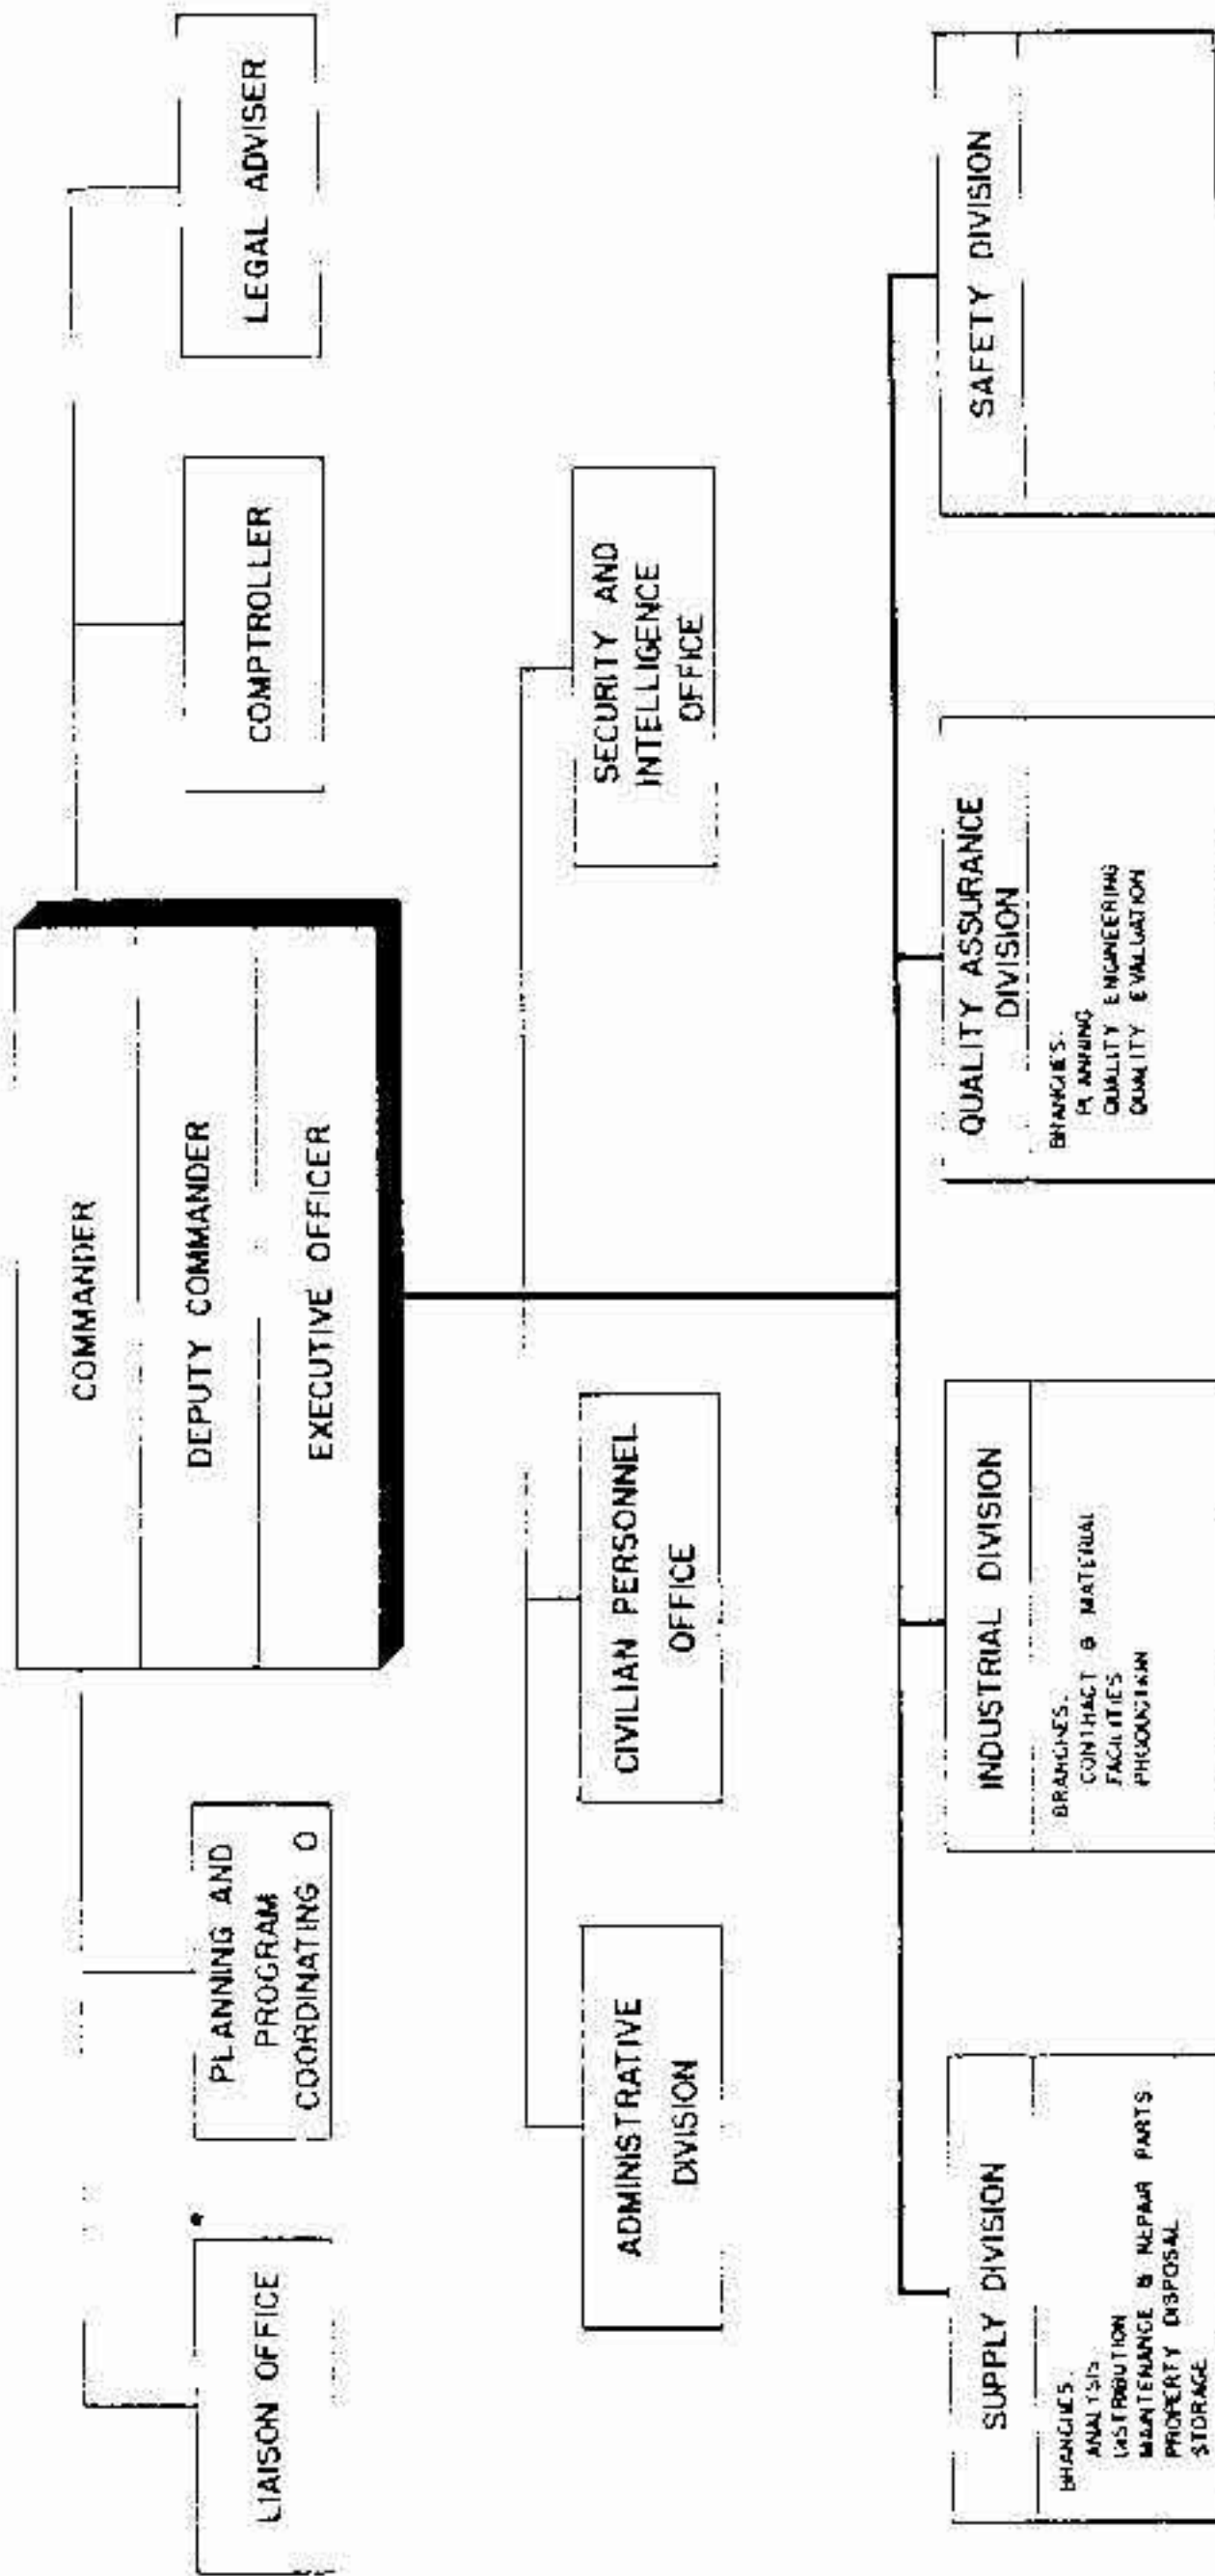 COMMANDER
DEPUTY COMMANDER
EXECUTIVE OFFICER
LIAISON OFFICE
PLANNING AND
PROGRAM
COORDINATING O
COMPTROLLER
LEGAL ADVISER
ADMINISTRATIVE
DIVISION
CIVILIAN PERSONNEL
OFFICE
SECURITY AND
INTELLIGENCE
OFFICE
SUPPLY DIVISION
BRANCHES:
ANALYSIS
DISTRIBUTION
MAINTENANCE & REPAIR PARTS
PROPERTY DISPOSAL
STORAGE
INDUSTRIAL DIVISION
BRANCHES:
CONTRACT & MATERIAL
FACILITIES
PRODUCTION
QUALITY ASSURANCE
DIVISION
BRANCHES:
PLANNING
QUALITY ENGINEERING
QUALITY EVALUATION
SAFETY DIVISION